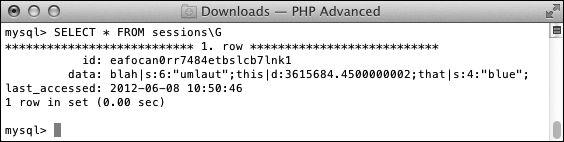 Downloads — PHP Advanced
mysql> SELECT * FROM sessions\G
*************************** 1. row ***************************
id: eafocan0rr7484etbslcb7lnk1
data: blah|s:6:"umlaut";this|d:3615684.4500000002;that|s:4:"blue";
last_accessed: 2012-06-08 10:50:46
1 row in set (0.00 sec)
mysql>